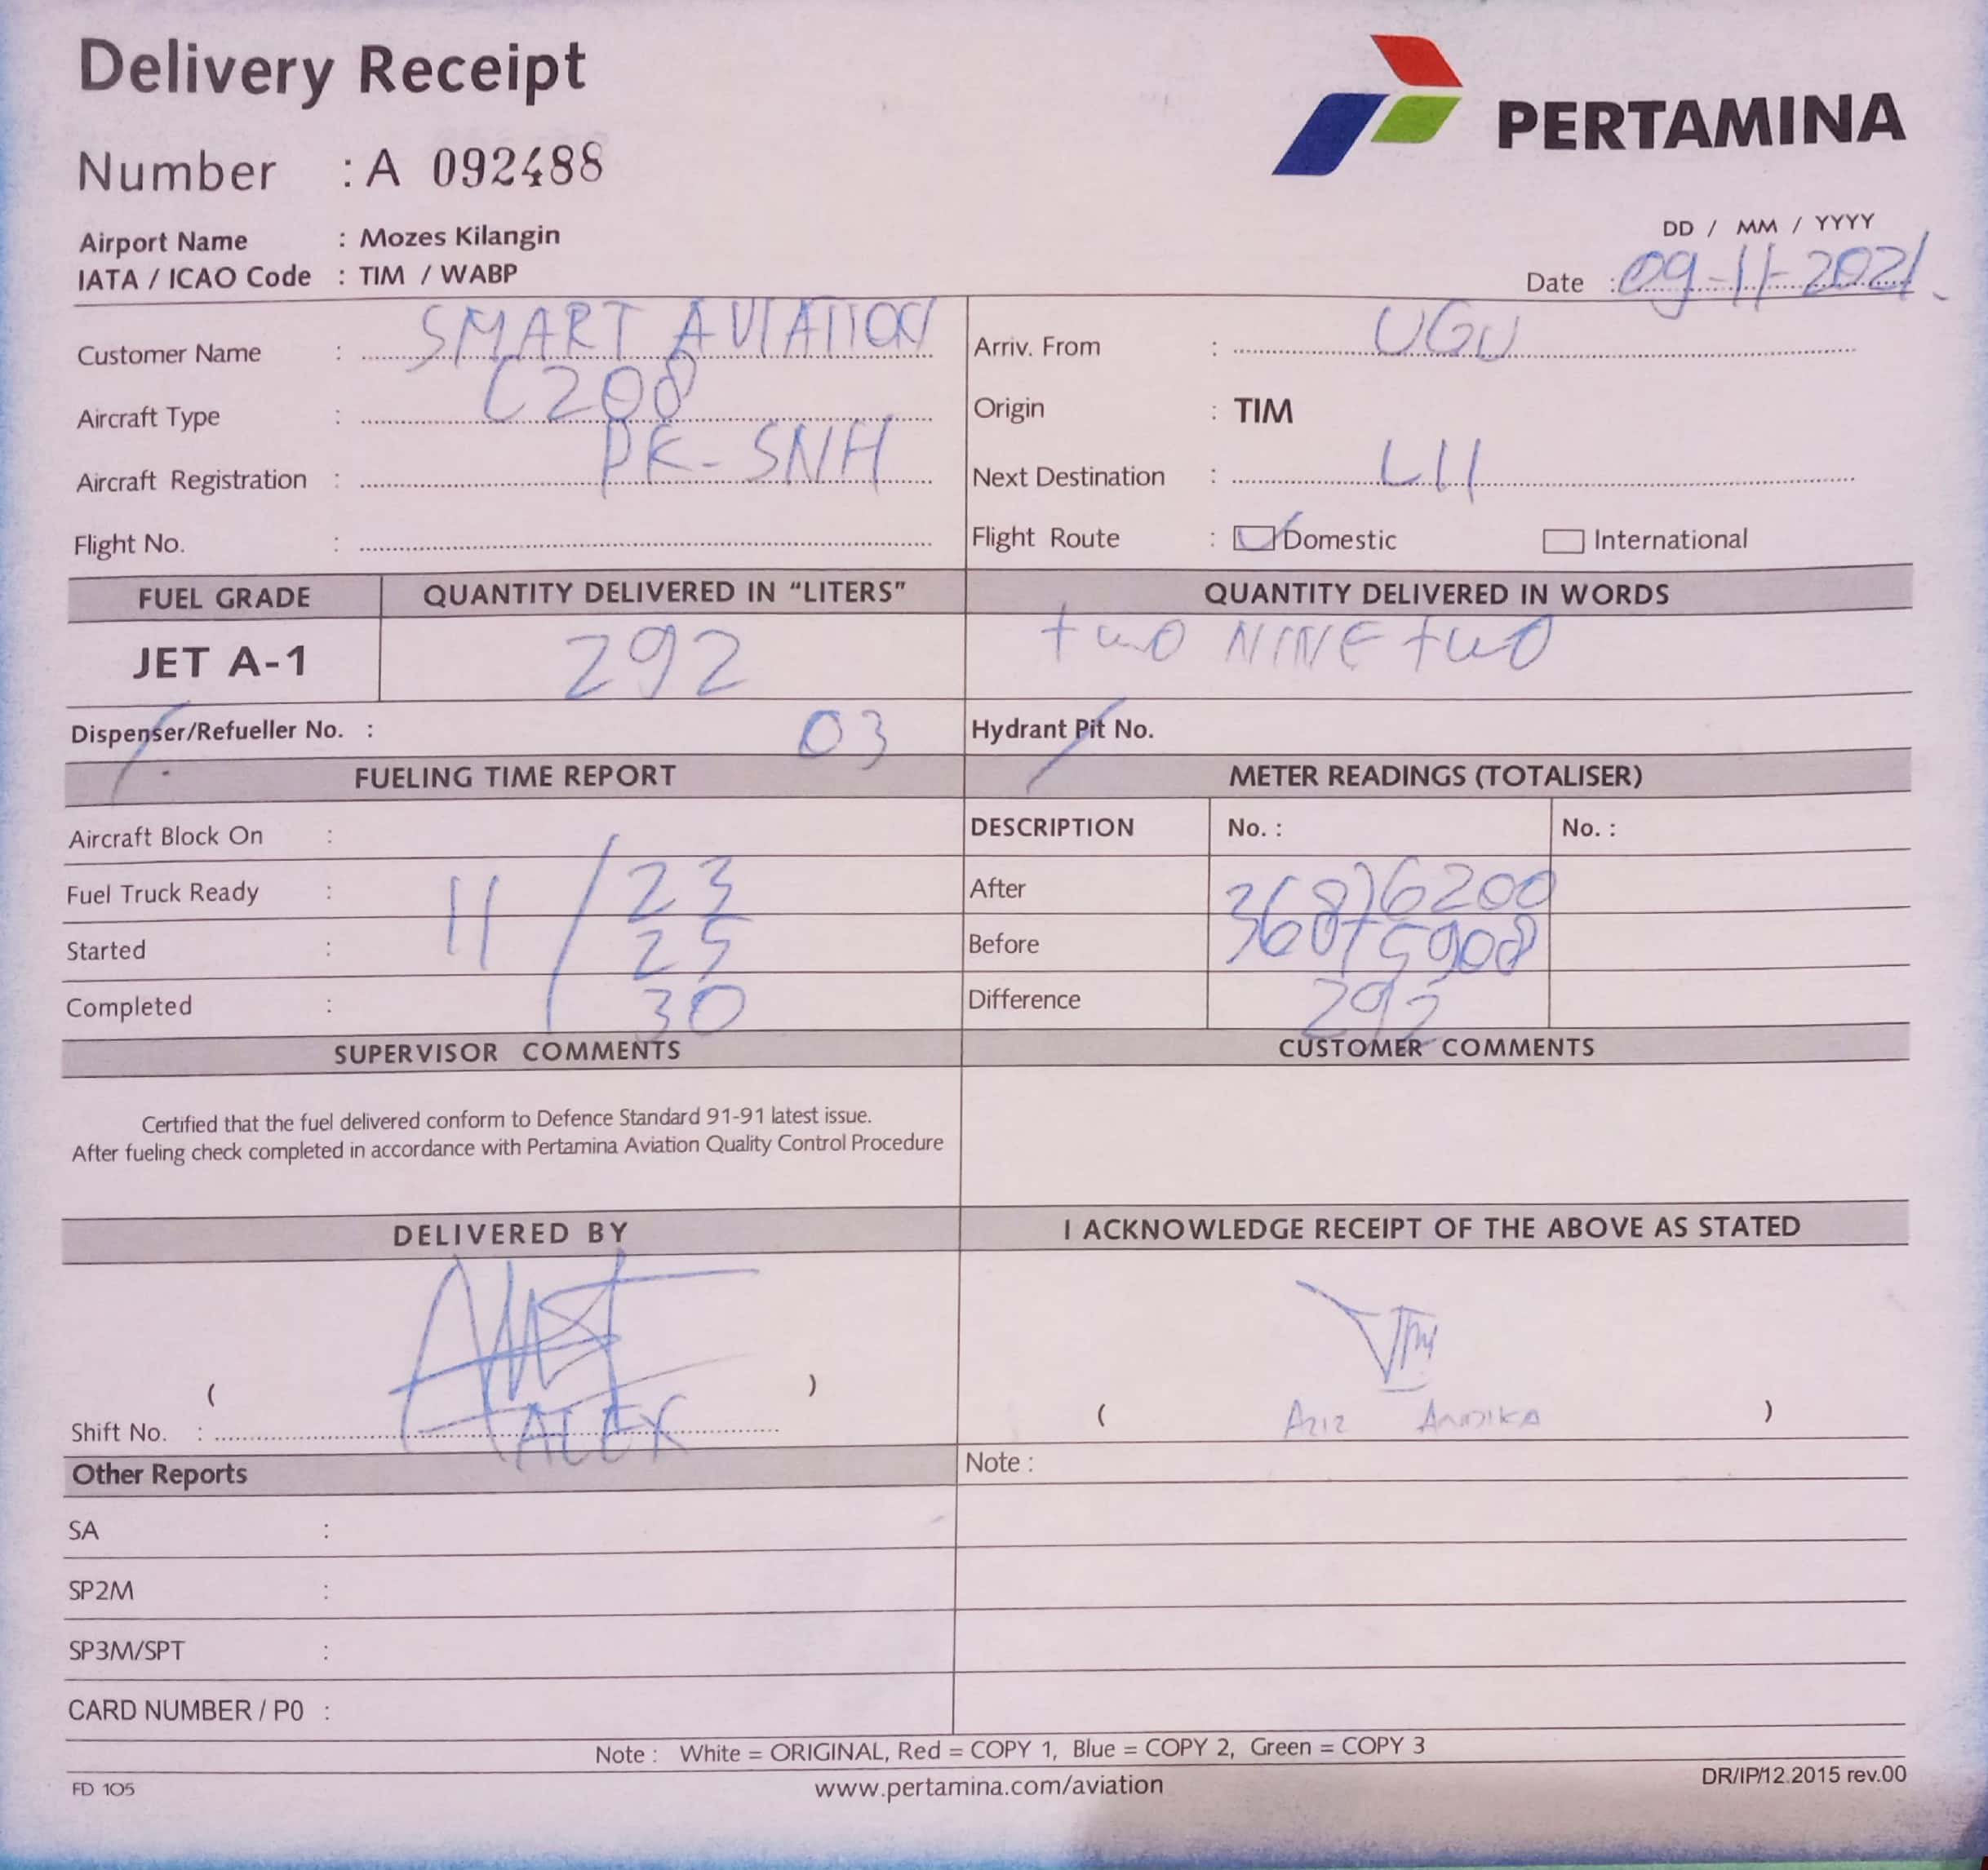 Delivery Receipt
PERTAMINA
Number : A 092488
Airport Name : Mozes Kilangin
IATA / ICAO Code : TIM / WABP
DD / MM / YYYY
Date : 09-11-2021.
Customer Name : SMART AVIATION
Arriv. From : UGU
Aircraft Type : C208
Origin : TIM
Aircraft Registration : PK-SNH
Next Destination : LII
Flight No. :
Flight Route : Domestic International
FUEL GRADE QUANTITY DELIVERED IN "LITERS" QUANTITY DELIVERED IN WORDS
JET A-1 292 two NINE two
Dispenser/Refueller No. : 03 Hydrant Pit No.
FUELING TIME REPORT METER READINGS (TOTALISER)
Aircraft Block On : DESCRIPTION No. : No. :
Fuel Truck Ready : 11 / 23 After 36876200
Started : 25 Before 36875908
Completed : 30 Difference 292
SUPERVISOR COMMENTS CUSTOMER COMMENTS
Certified that the fuel delivered conform to Defence Standard 91-91 latest issue.
After fueling check completed in accordance with Pertamina Aviation Quality Control Procedure
DELIVERED BY I ACKNOWLEDGE RECEIPT OF THE ABOVE AS STATED
( ) ( AZIZ ANDIKA )
Shift No. : ALEX
Other Reports Note :
SA :
SP2M :
SP3M/SPT :
CARD NUMBER / P0 :
Note : White = ORIGINAL, Red = COPY 1, Blue = COPY 2, Green = COPY 3
FD 105 www.pertamina.com/aviation DR/IP/12.2015 rev.00